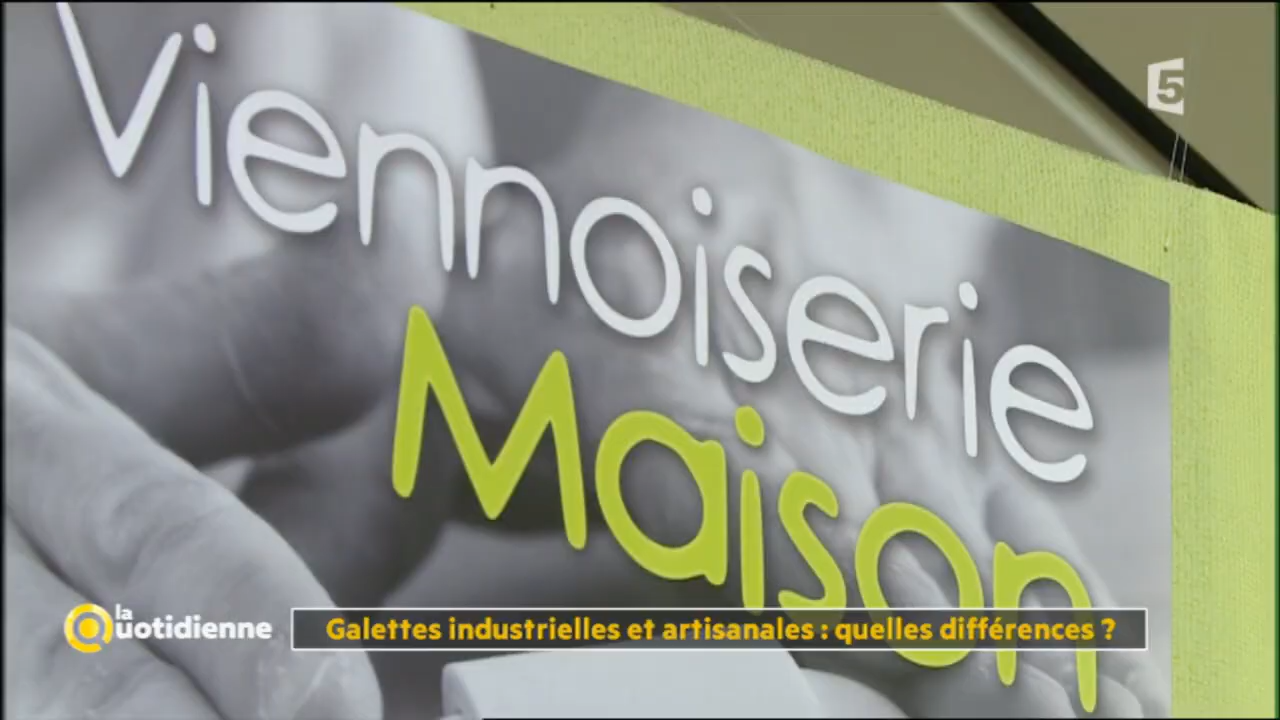 Viennoiserie
Maison
5
la
Quotidienne
Galettes industrielles et artisanales : quelles différences ?